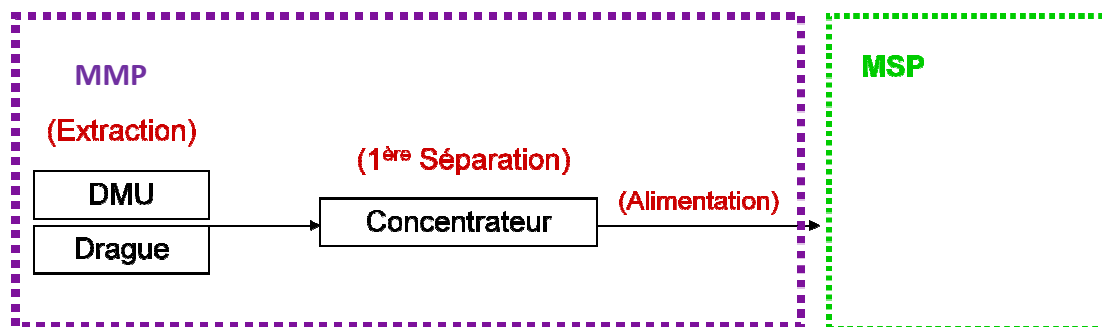 MMP
(Extraction)
DMU
Drague
(1ère Séparation)
Concentrateur
(Alimentation)
MSP